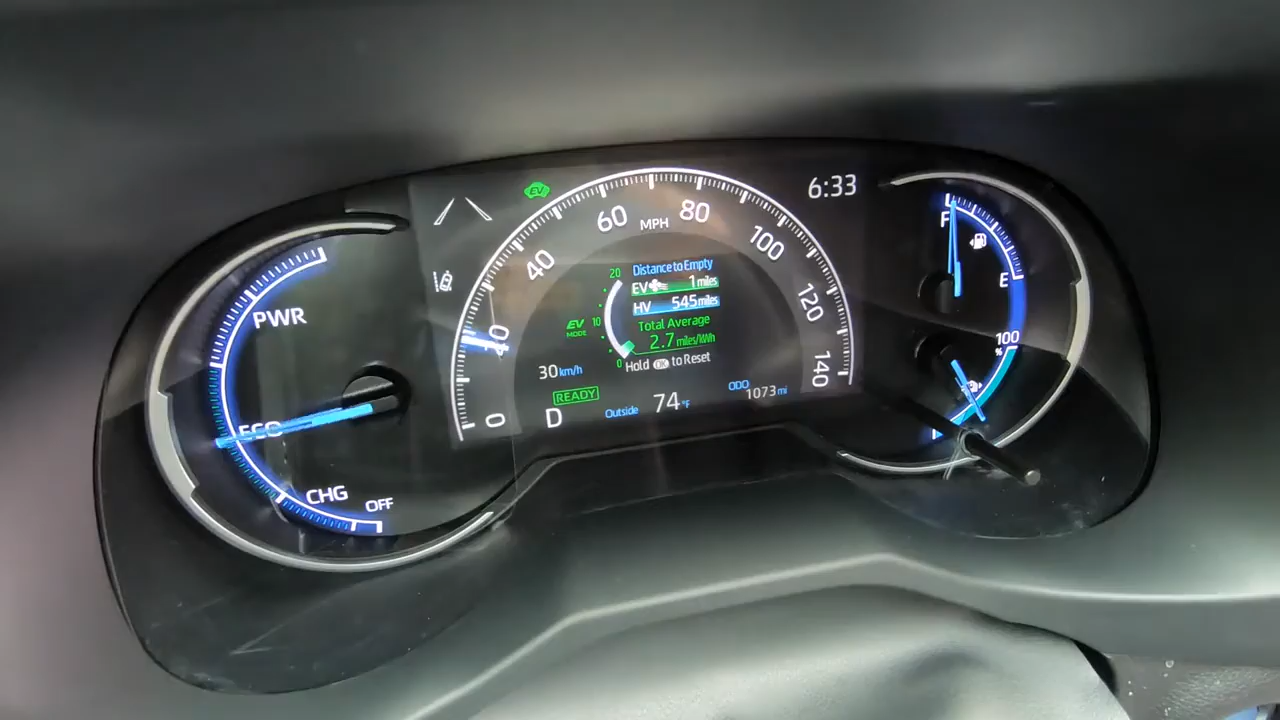 EV
6:33
60
MPH
80
40
100
F
20
Distance to Empty
EV 1 miles
E
HV 545 miles
120
PWR
EV
MODE
10
Total Average
2.7 miles/kWh
100
%
0
Hold OK to Reset
140
30 km/h
READY
ODO
1073 mi
D
Outside 74 °F
0
ECO
CHG
OFF